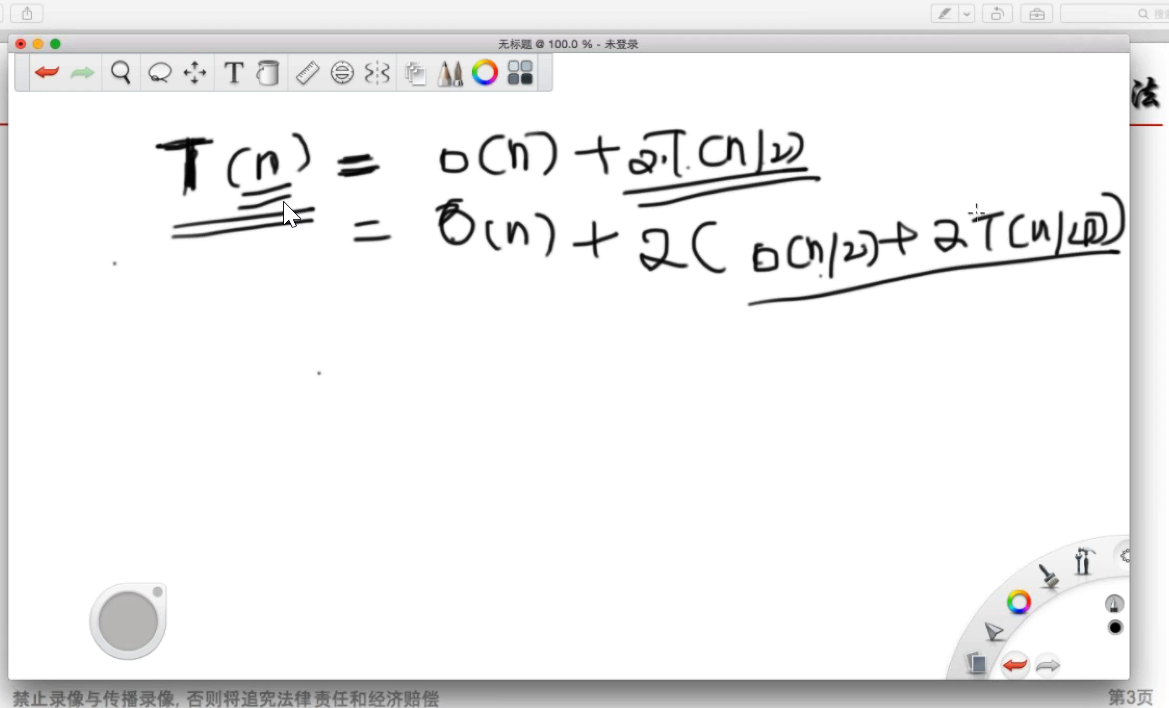 搜
无标题 @ 100.0 % - 未登录
T
法
T(n) = O(n) + 2T(n/2)
= O(n) + 2(O(n/2) + 2T(n/4))
禁止录像与传播录像, 否则将追究法律责任和经济赔偿
第3页